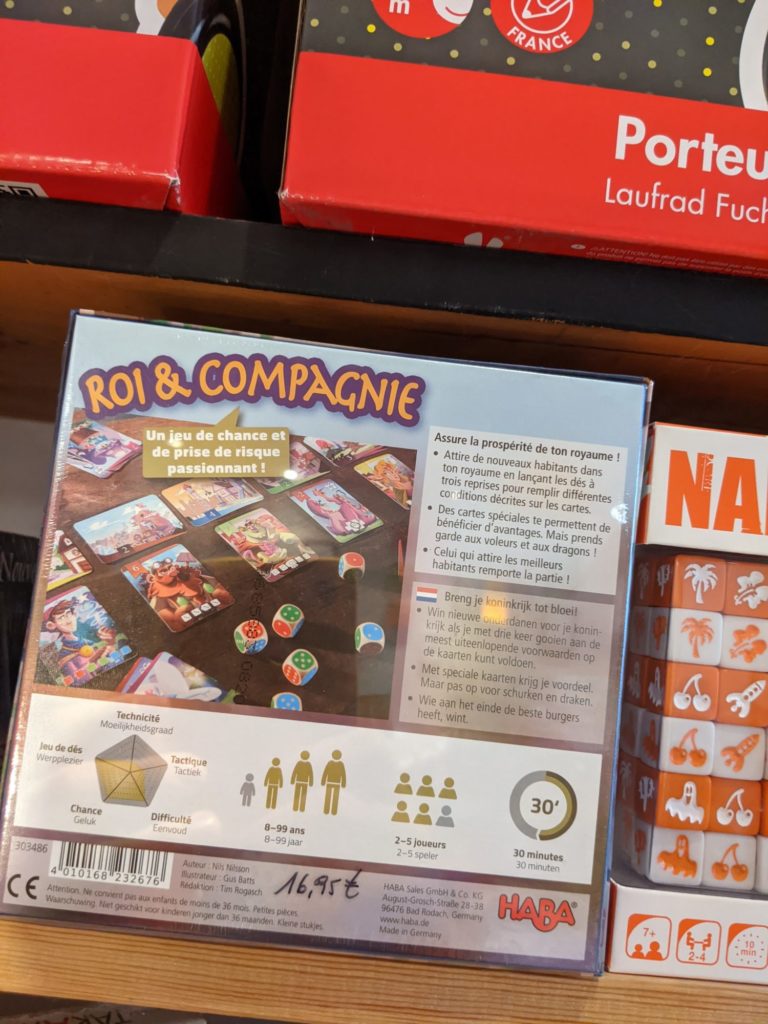 m
FRANCE
Porteu
Laufrad Fuch
ROI & COMPAGNIE
Un jeu de chance et
de prise de risque
passionnant !
Assure la prospérité de ton royaume !
• Attire de nouveaux habitants dans
ton royaume en lançant les dés à
trois reprises pour remplir différentes
conditions décrites sur les cartes.
• Des cartes spéciales te permettent de
bénéficier d'avantages. Mais prends
garde aux voleurs et aux dragons !
• Celui qui attire les meilleurs
habitants remporte la partie !
Breng je koninkrijk tot bloei!
• Win nieuwe onderdanen voor je konin-
krijk als je met drie keer gooien aan de
meest uiteenlopende voorwaarden op
de kaarten kunt voldoen.
• Met speciale kaarten krijg je voordeel.
Maar pas op voor schurken en draken.
• Wie aan het einde de beste burgers
heeft, wint.
Technicité
Moeilijkheidsgraad
Jeu de dés
Werpplezier
Tactique
Tactiek
Chance
Geluk
Difficulté
Eenvoud
8–99 ans
8–99 jaar
2–5 joueurs
2–5 speler
30'
30 minutes
30 minuten
303486
4 010168 232676
Auteur : Nils Nilsson
Illustrateur : Gus Batts
Rédaktion : Tim Rogasch
16,95 €
HABA Sales GmbH & Co. KG
August-Grosch-Straße 28-38
96476 Bad Rodach, Germany
www.haba.de
Made in Germany
HABA
CE
Attention. Ne convient pas aux enfants de moins de 36 mois. Petites pièces.
Waarschuwing. Niet geschikt voor kinderen jonger dan 36 maanden. Kleine stukjes.
NA
7+
2-4
10
min